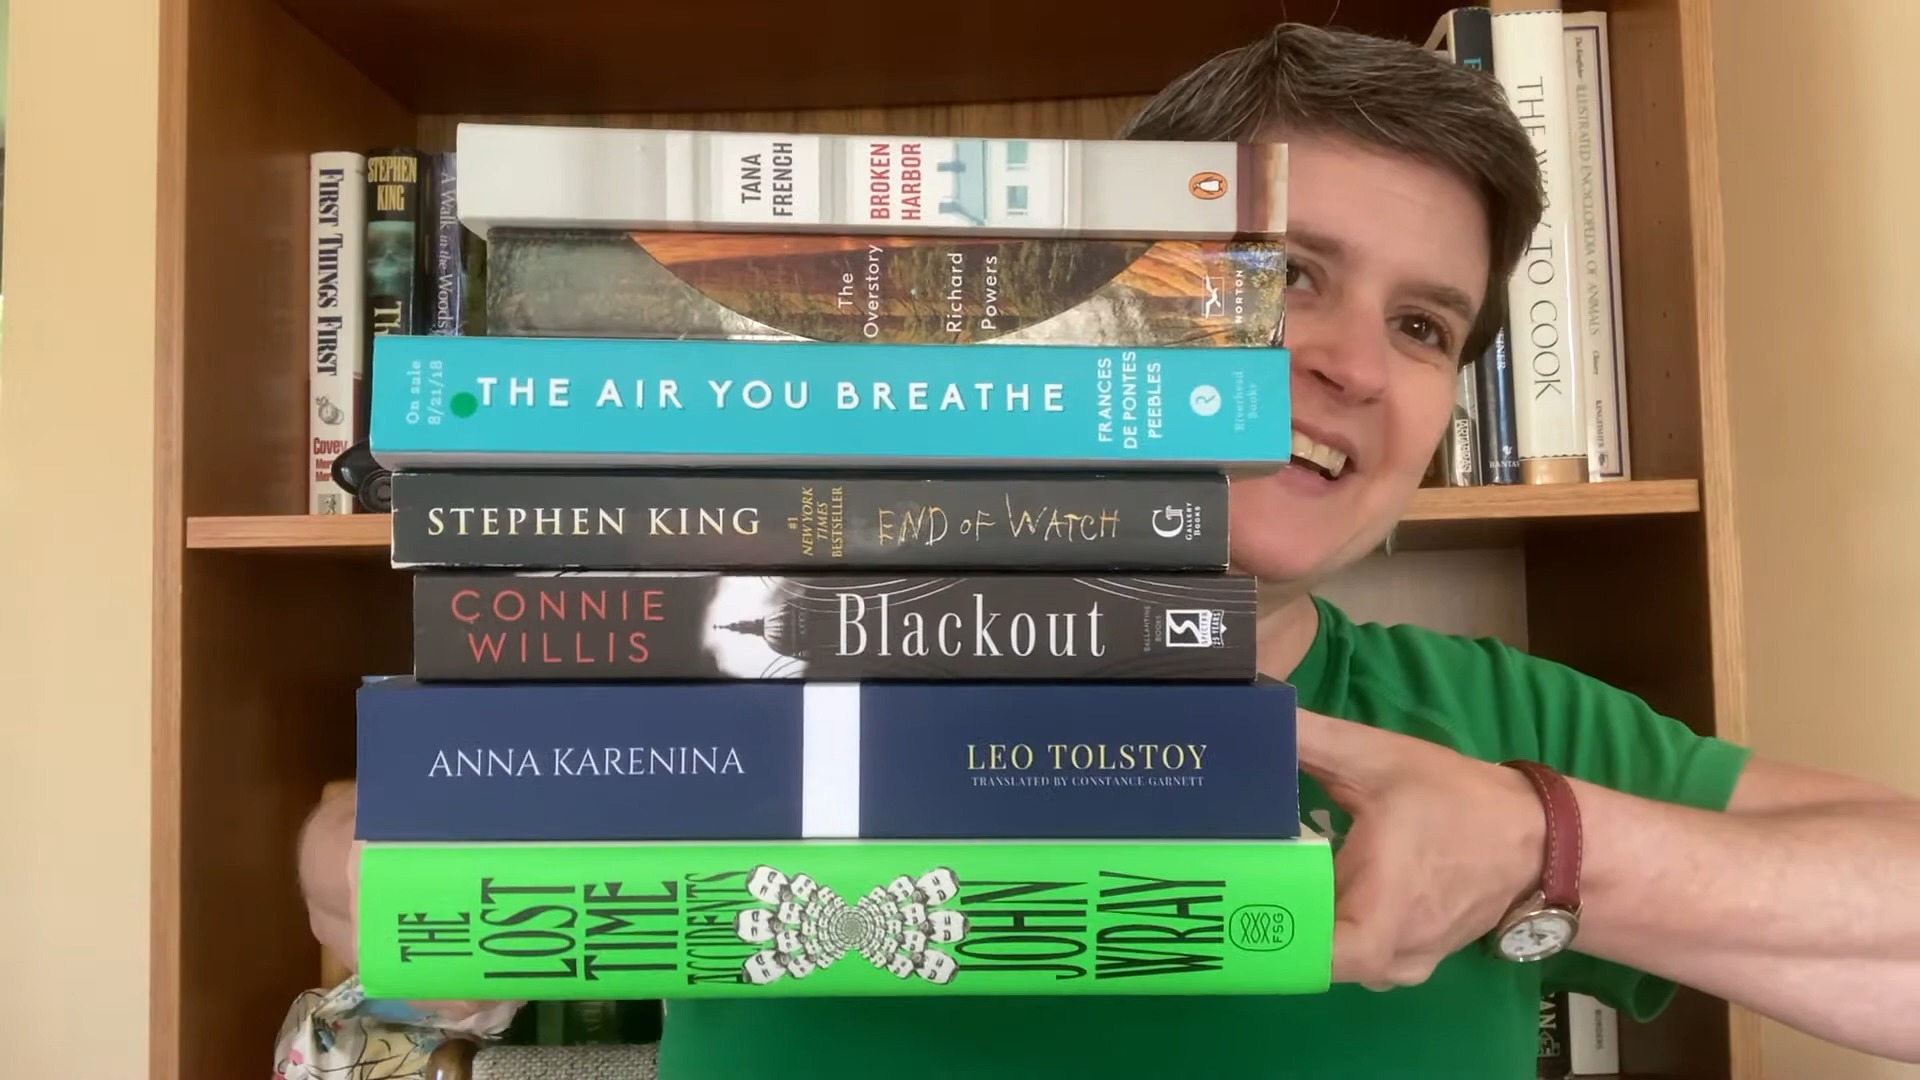 TANA
FRENCH
BROKEN
HARBOR
The
Overstory
Richard
Powers
NORTON
On sale
8/21/18
THE AIR YOU BREATHE
FRANCES
DE PONTES
PEEBLES
R
Riverhead
Books
STEPHEN KING
#1
NEW YORK
TIMES
BESTSELLER
END OF WATCH
G
GALLERY
BOOKS
CONNIE
WILLIS
Blackout
BALLANTINE
BOOKS
SPECTRA
25 YEARS
ANNA KARENINA
LEO TOLSTOY
TRANSLATED BY CONSTANCE GARNETT
THE
LOST
TIME
ACCIDENTS
JOHN
WRAY
FSG
FIRST THINGS FIRST
Covey
STEPHEN
KING
A Walk in the Woods
THE WAY TO COOK
ILLUSTRATED ENCYCLOPEDIA OF ANIMALS